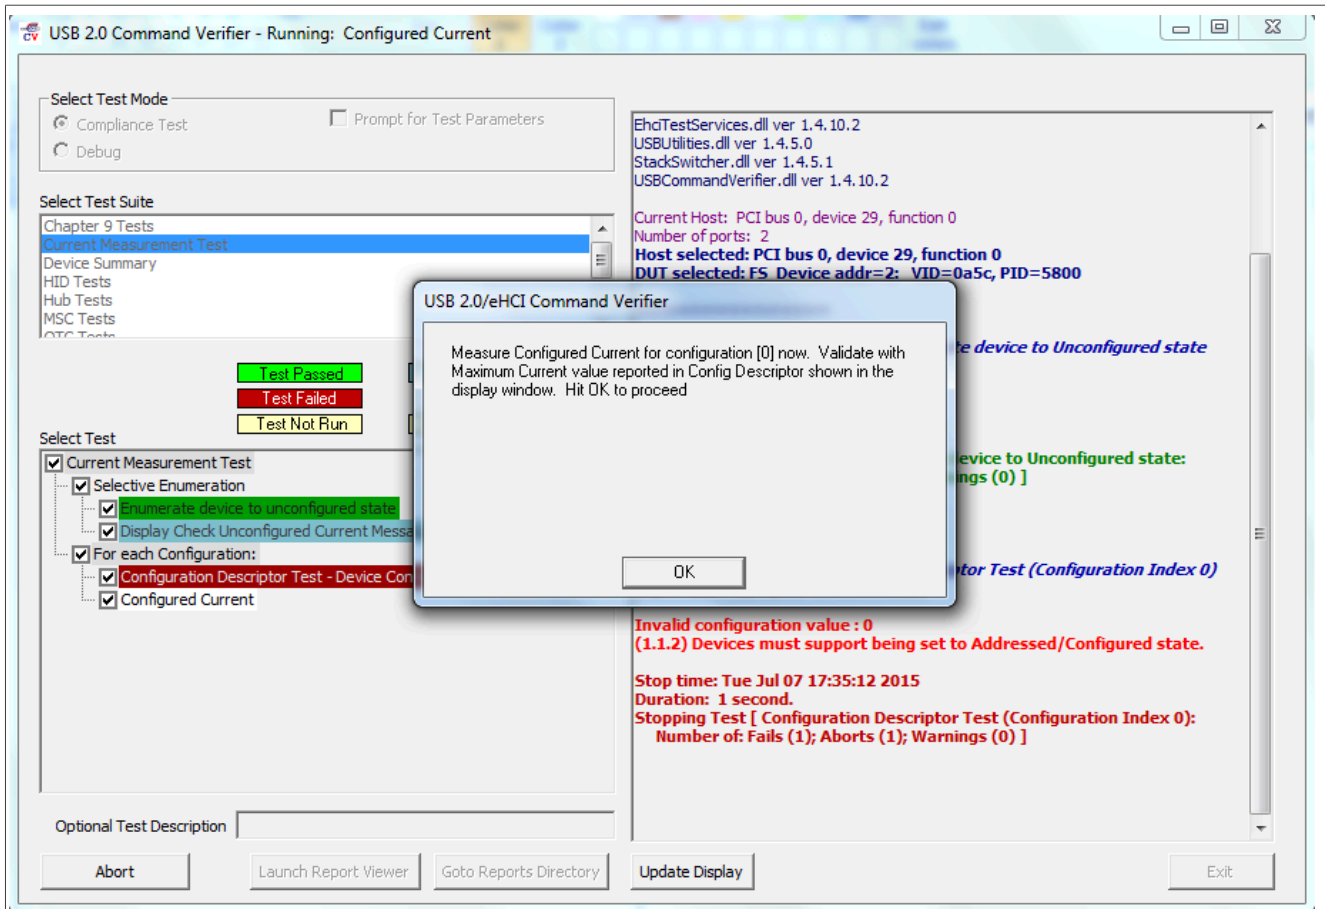 USB 2.0 Command Verifier - Running: Configured Current
Select Test Mode
Compliance Test
Prompt for Test Parameters
Debug
Select Test Suite
Chapter 9 Tests
Current Measurement Test
Device Summary
HID Tests
Hub Tests
MSC Tests
OTG Tests
Test Passed
Test Failed
Test Not Run
Select Test
Current Measurement Test
Selective Enumeration
Enumerate device to unconfigured state
Display Check Unconfigured Current Messa
For each Configuration:
Configuration Descriptor Test - Device Con
Configured Current
Optional Test Description
Abort
Launch Report Viewer
Goto Reports Directory
Update Display
Exit
EhciTestServices.dll ver 1.4.10.2
USBUtilities.dll ver 1.4.5.0
StackSwitcher.dll ver 1.4.5.1
USBCommandVerifier.dll ver 1.4.10.2
Current Host: PCI bus 0, device 29, function 0
Number of ports: 2
Host selected: PCI bus 0, device 29, function 0
DUT selected: FS Device addr=2: VID=0a5c, PID=5800
te device to Unconfigured state
evice to Unconfigured state:
ings (0) ]
tor Test (Configuration Index 0)
Invalid configuration value : 0
(1.1.2) Devices must support being set to Addressed/Configured state.
Stop time: Tue Jul 07 17:35:12 2015
Duration: 1 second.
Stopping Test [ Configuration Descriptor Test (Configuration Index 0):
Number of: Fails (1); Aborts (1); Warnings (0) ]
USB 2.0/eHCI Command Verifier
Measure Configured Current for configuration [0] now. Validate with
Maximum Current value reported in Config Descriptor shown in the
display window. Hit OK to proceed
OK